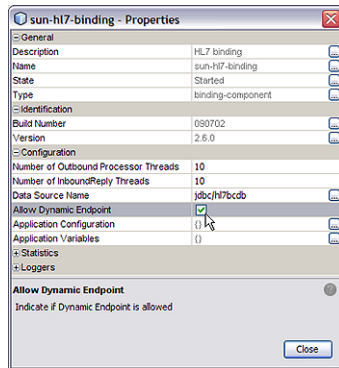 sun-hl7-binding - Properties
General
Description HL7 binding
Name sun-hl7-binding
State Started
Type binding-component
Identification
Build Number 090702
Version 2.6.0
Configuration
Number of Outbound Processor Threads 10
Number of InboundReply Threads 10
Data Source Name jdbc/hl7bcdb
Allow Dynamic Endpoint
Application Configuration {}
Application Variables {}
Statistics
Loggers
Allow Dynamic Endpoint
Indicate if Dynamic Endpoint is allowed
Close